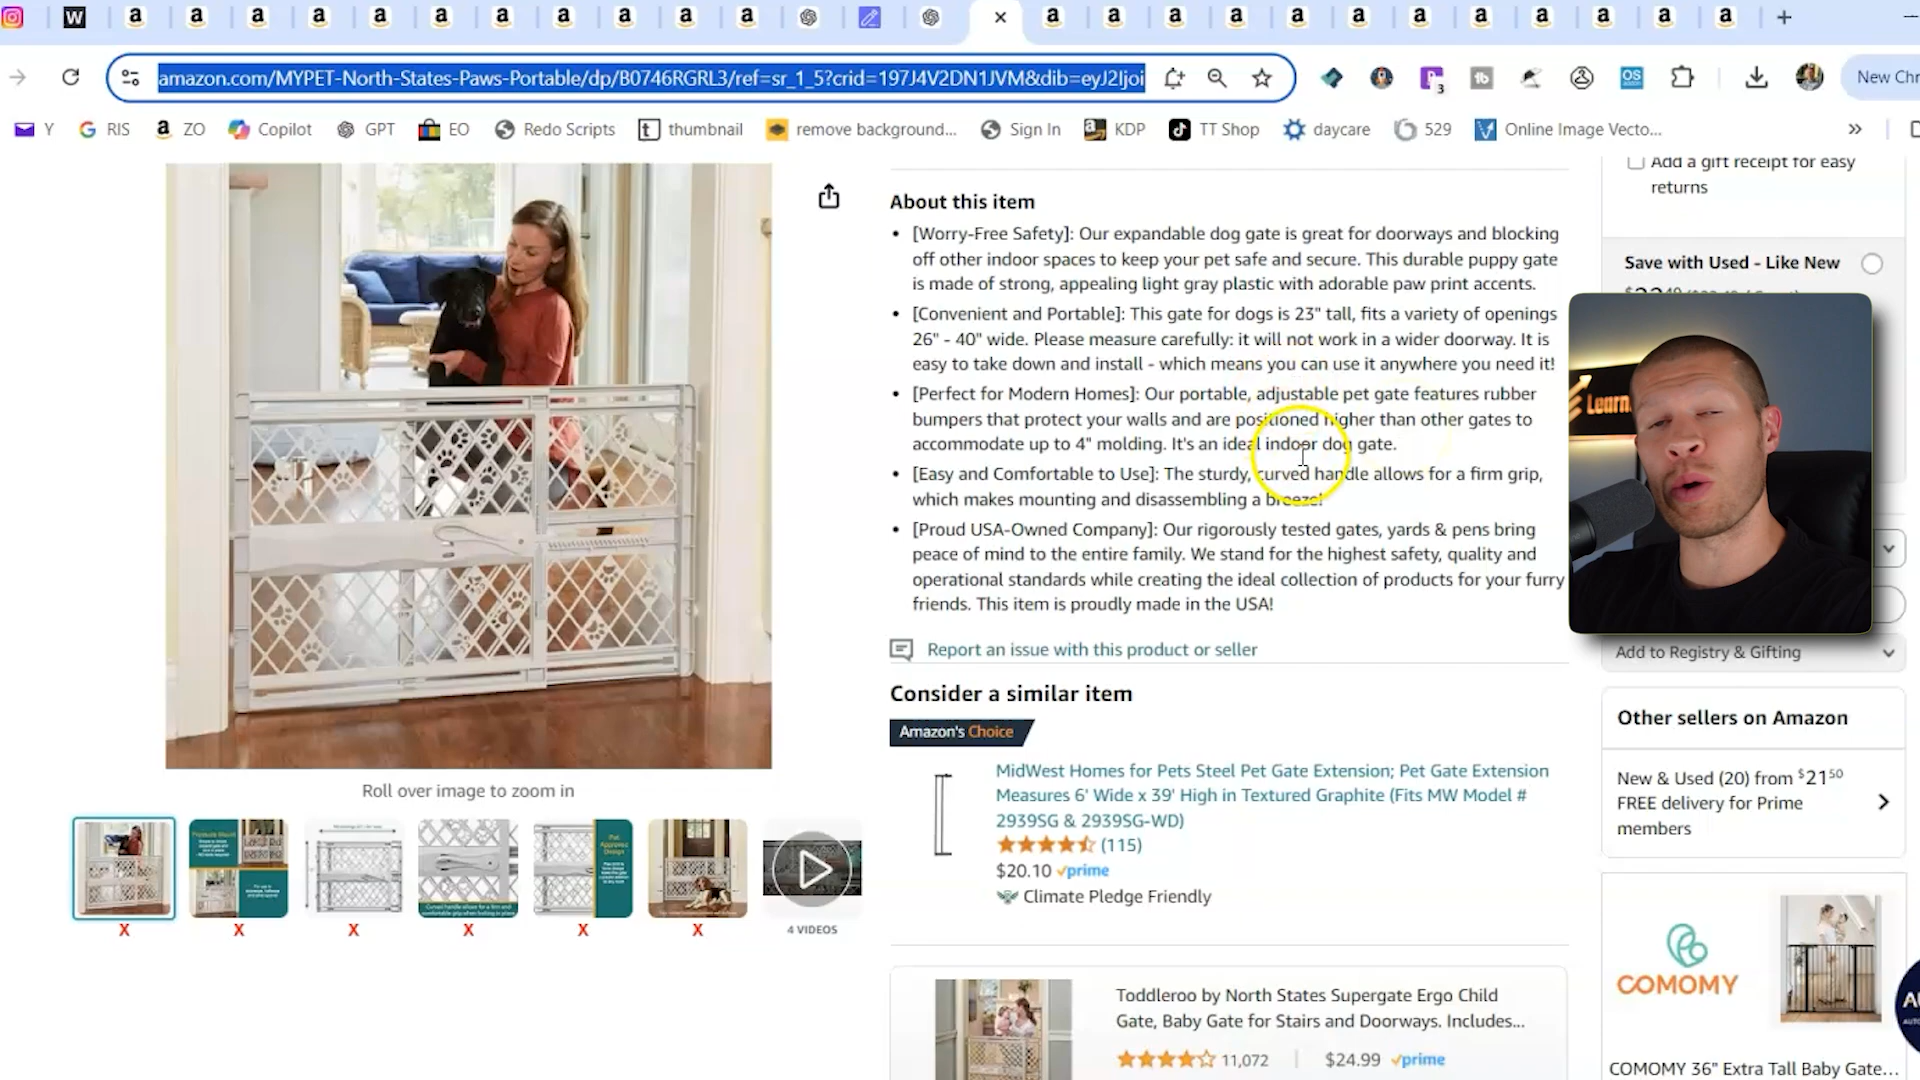 W
amazon.com/MYPET-North-States-Paws-Portable/dp/B0746RGRL3/ref=sr_1_5?crid=197J4V2DN1JVM&dib=eyJ2Ijoi
3
OS
New Chr
Y
RIS
ZO
Copilot
GPT
EO
Redo Scripts
thumbnail
remove background...
Sign In
KDP
TT Shop
daycare
529
Online Image Vecto...
Add a gift receipt for easy
returns
About this item
[Worry-Free Safety]: Our expandable dog gate is great for doorways and blocking
off other indoor spaces to keep your pet safe and secure. This durable puppy gate
is made of strong, appealing light gray plastic with adorable paw print accents.
[Convenient and Portable]: This gate for dogs is 23" tall, fits a variety of openings
26" - 40" wide. Please measure carefully: it will not work in a wider doorway. It is
easy to take down and install - which means you can use it anywhere you need it!
[Perfect for Modern Homes]: Our portable, adjustable pet gate features rubber
bumpers that protect your walls and are positioned higher than other gates to
accommodate up to 4" molding. It's an ideal indoor dog gate.
[Easy and Comfortable to Use]: The sturdy, curved handle allows for a firm grip,
which makes mounting and disassembling a breeze!
[Proud USA-Owned Company]: Our rigorously tested gates, yards & pens bring
peace of mind to the entire family. We stand for the highest safety, quality and
operational standards while creating the ideal collection of products for your furry
friends. This item is proudly made in the USA!
Report an issue with this product or seller
Consider a similar item
Amazon's Choice
MidWest Homes for Pets Steel Pet Gate Extension; Pet Gate Extension
Measures 6' Wide x 39' High in Textured Graphite (Fits MW Model #
2939SG & 2939SG-WD)
(115)
$20.10 prime
Climate Pledge Friendly
Toddleroo by North States Supergate Ergo Child
Gate, Baby Gate for Stairs and Doorways. Includes...
11,072
$24.99 prime
Roll over image to zoom in
X
X
X
X
X
X
4 VIDEOS
Save with Used - Like New
Learn
Add to Registry & Gifting
Other sellers on Amazon
New & Used (20) from $2150
FREE delivery for Prime
members
COMOMY
COMOMY 36" Extra Tall Baby Gate...